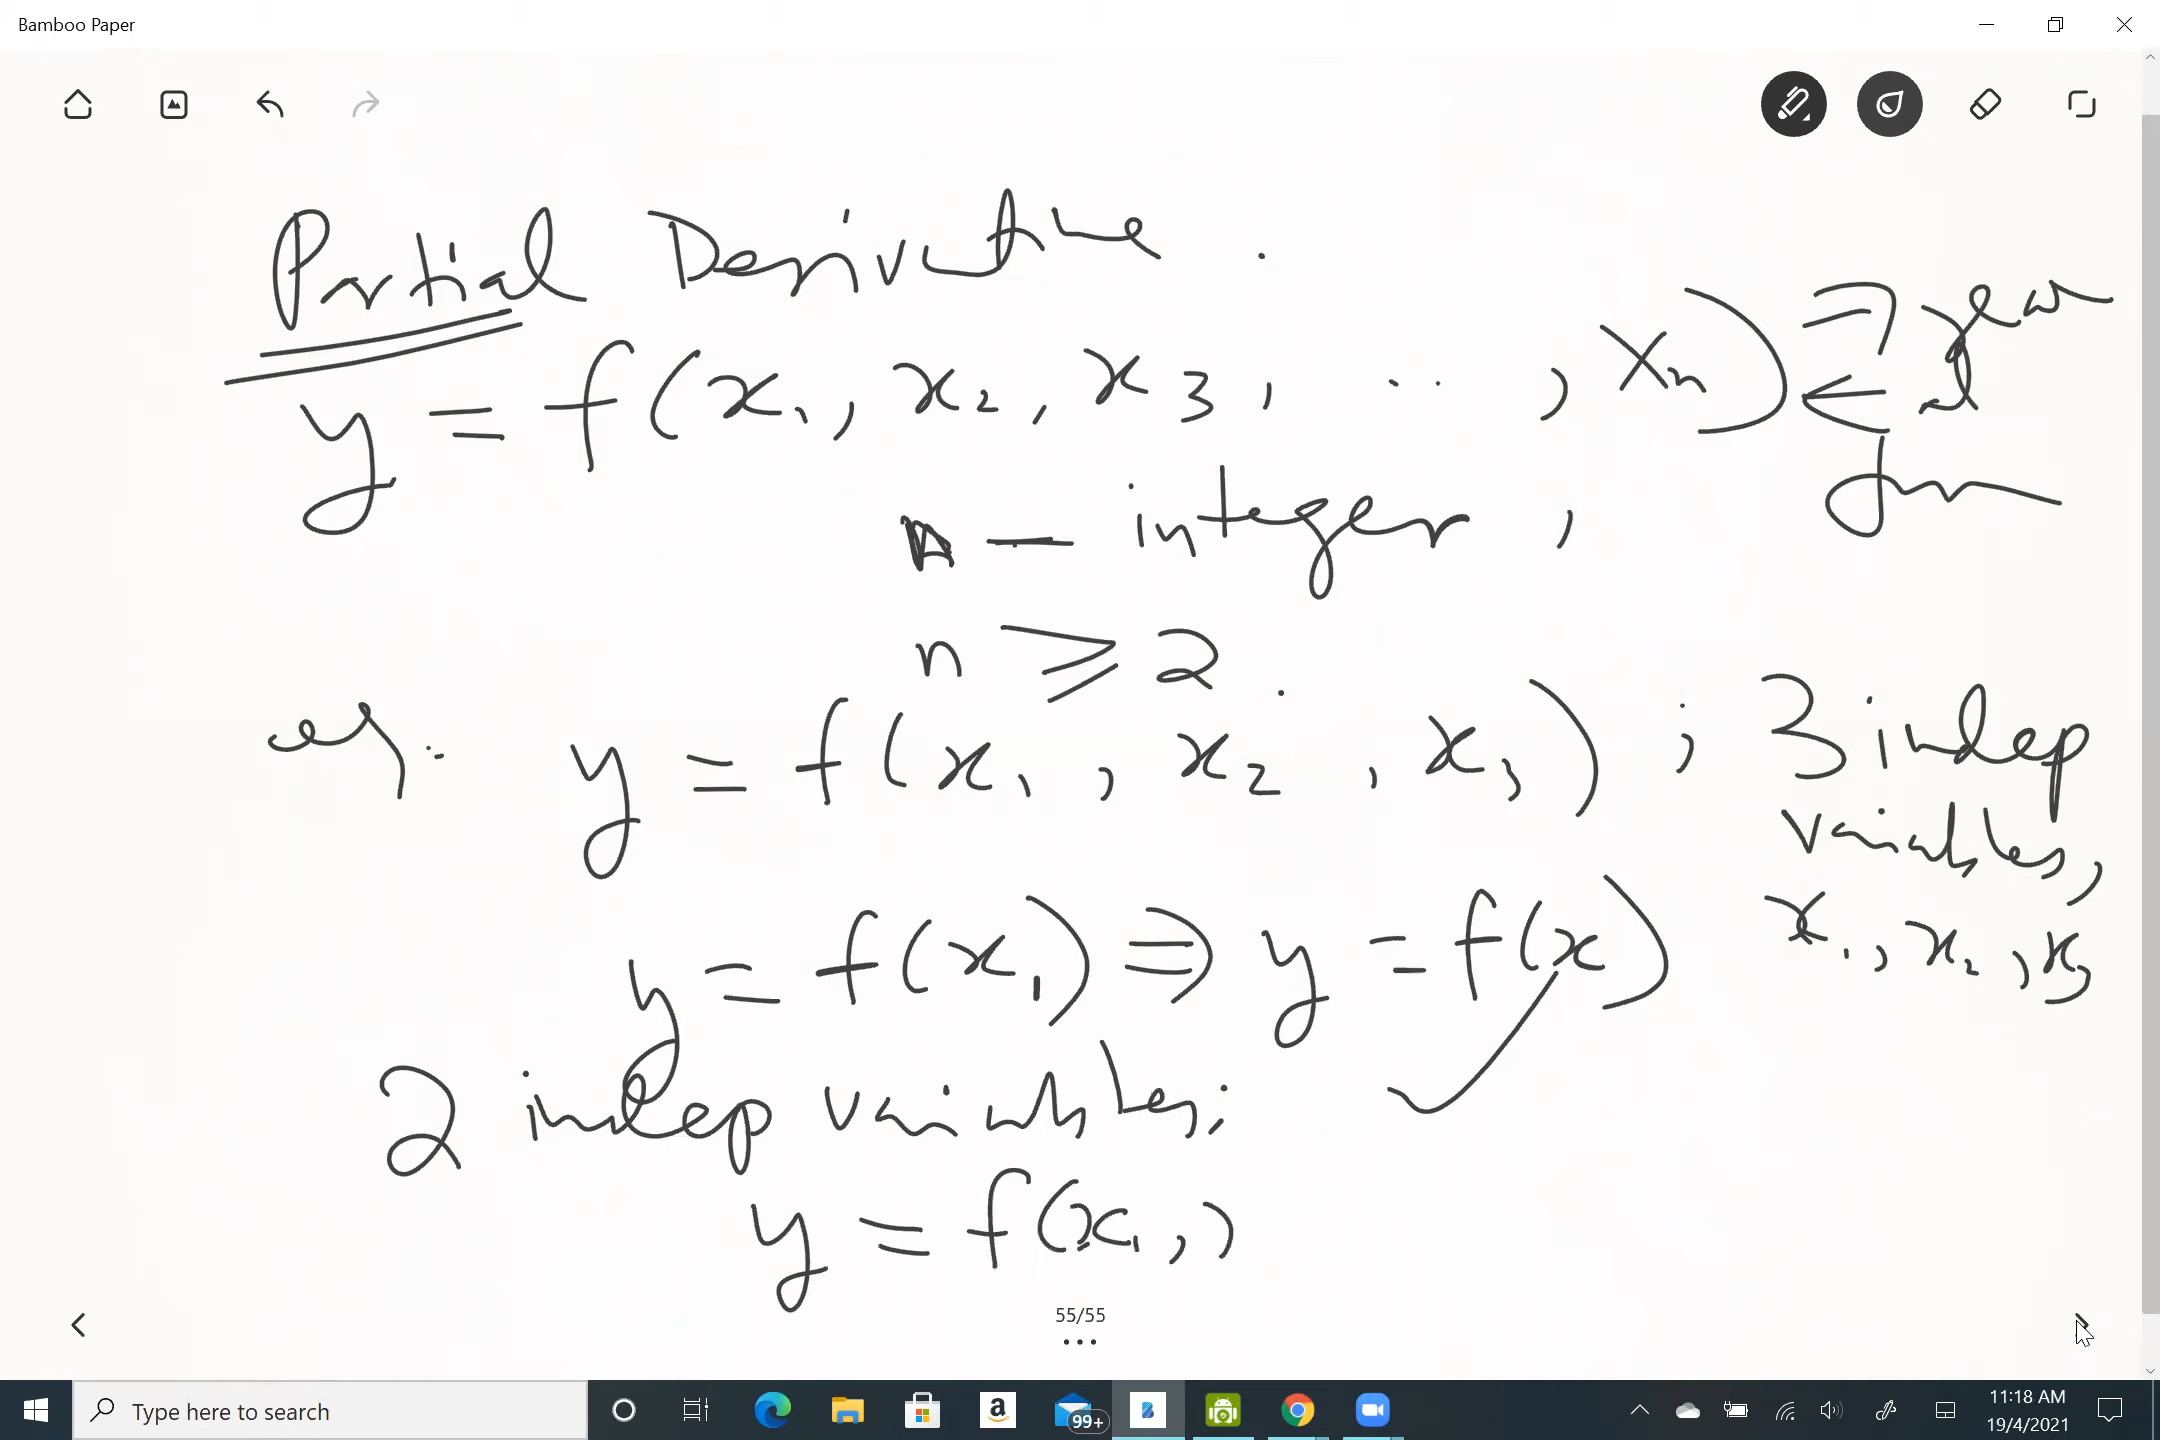 Bamboo Paper
Partial Derivative.
y = f(x₁, x₂, x₃, .. , xₙ)
n — integer,
n ⩾ 2
eg. y = f(x₁, x₂, x₃) ; 3 indep
variables,
x₁, x₂, x₃
y = f(x₁) ⇒ y = f(x)
2 indep variables;
y = f(x₁, )
55/55
Type here to search
99+
11:18 AM
19/4/2021